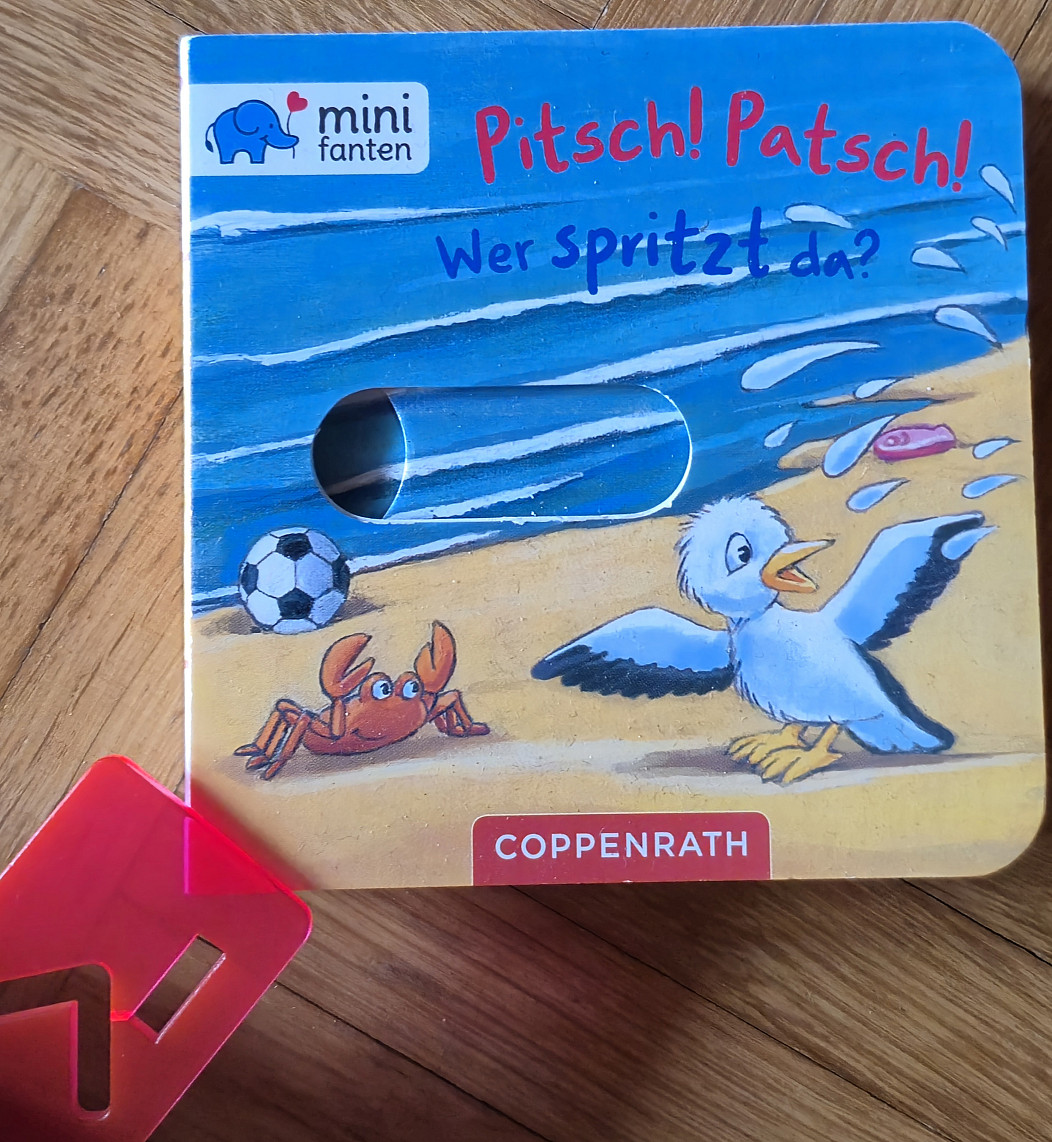 mini
fanten
Pitsch! Patsch!
Wer spritzt da?
COPPENRATH